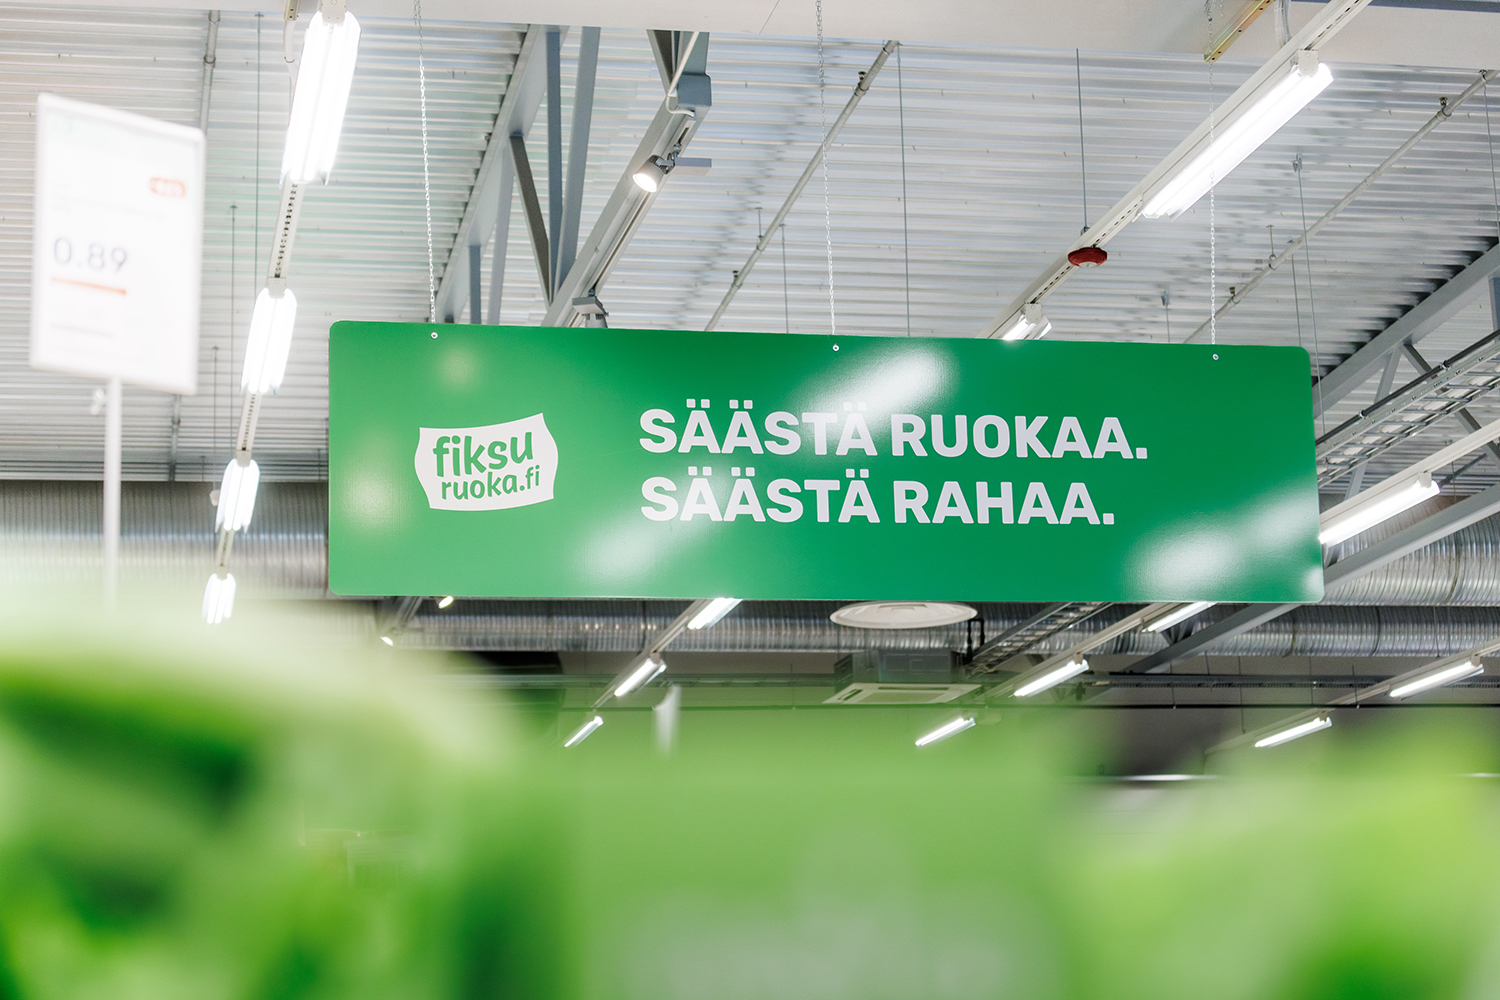 0.89
fiksu
ruoka.fi
SÄÄSTÄ RUOKAA.
SÄÄSTÄ RAHAA.